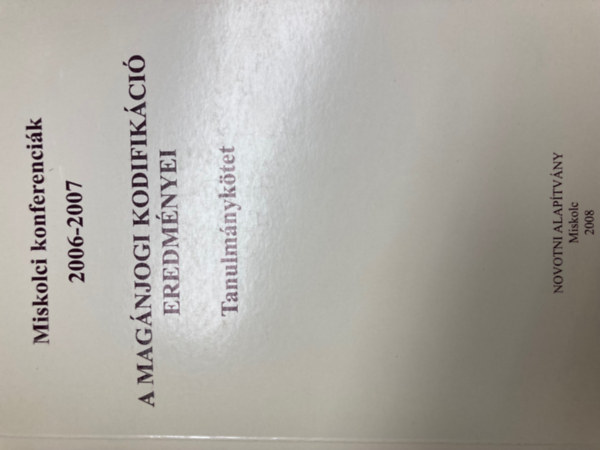 Miskolci konferenciák
2006-2007
A MAGÁNJOGI KODIFIKÁCIÓ
EREDMÉNYEI
Tanulmánykötet
NOVOTNI ALAPÍTVÁNY
Miskolc
2008